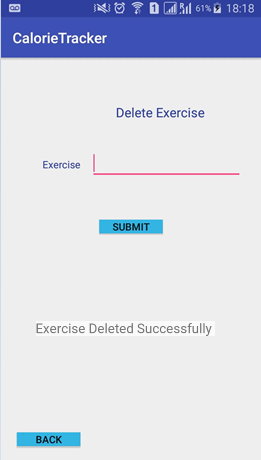 61% 18:18
CalorieTracker
Delete Exercise
Exercise
SUBMIT
Exercise Deleted Successfully
BACK